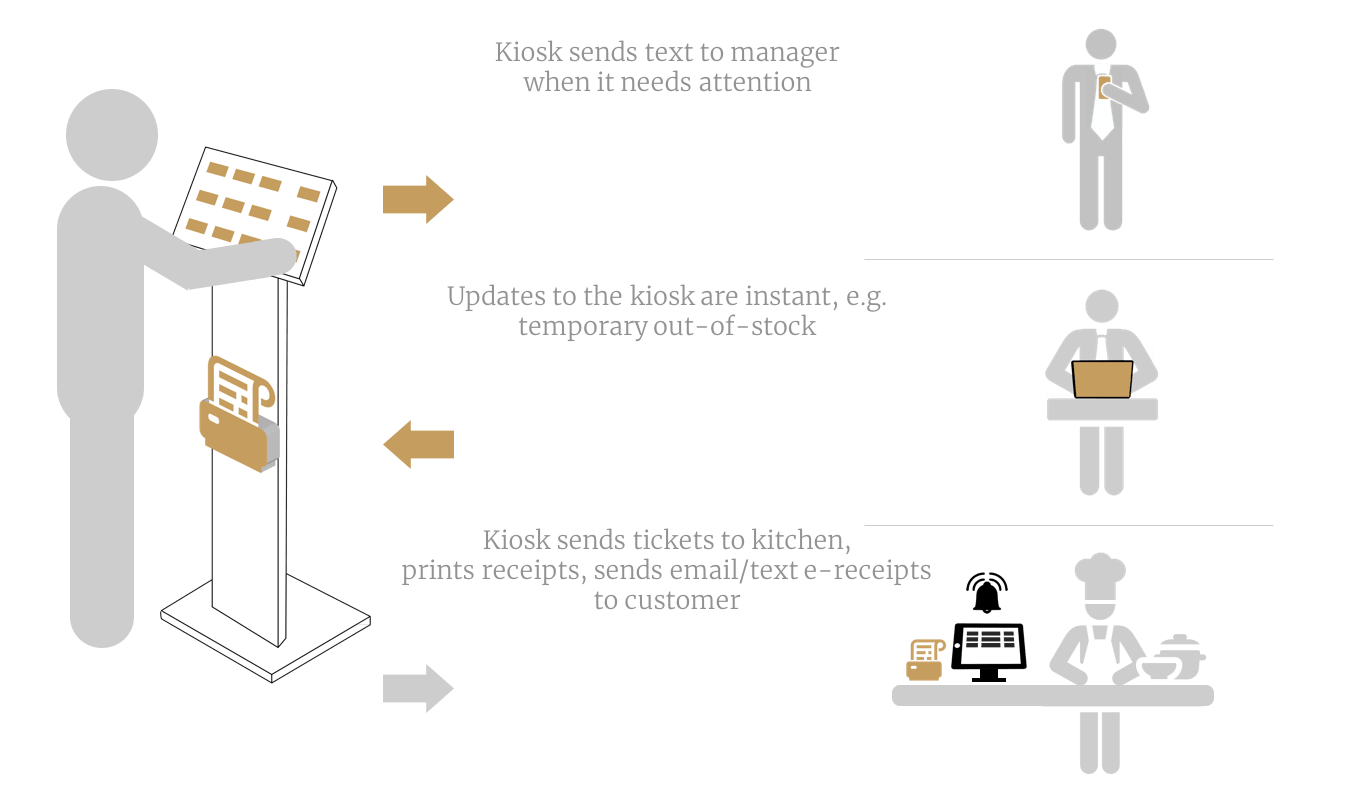 Kiosk sends text to manager
when it needs attention
Updates to the kiosk are instant, e.g.
temporary out-of-stock
Kiosk sends tickets to kitchen,
prints receipts, sends email/text e-receipts
to customer